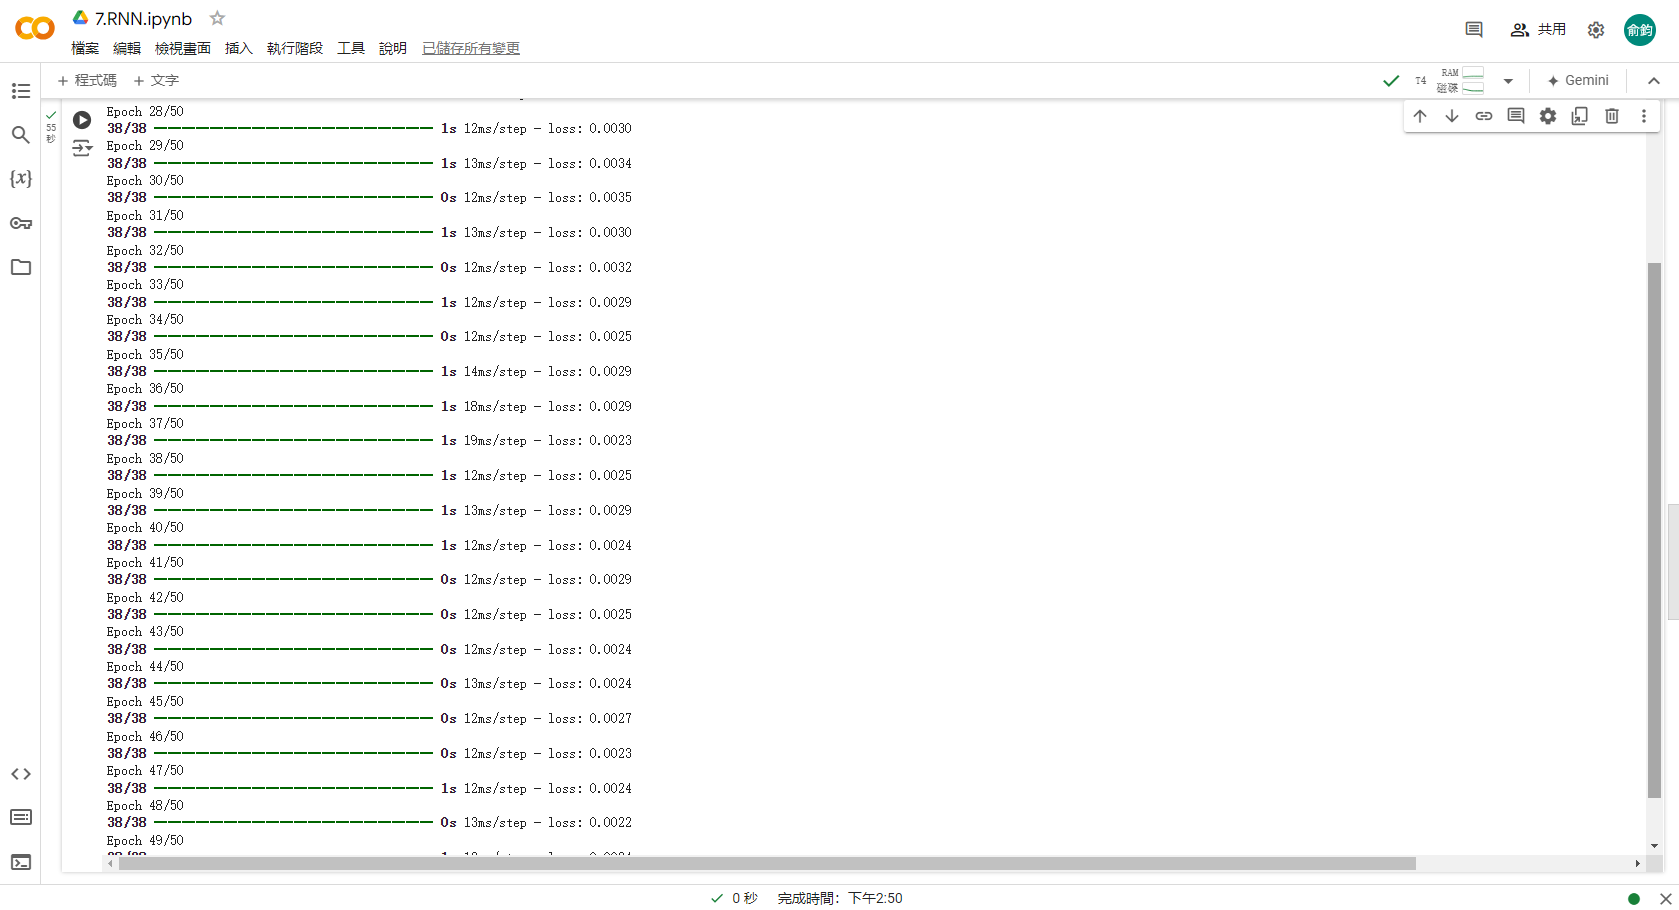 7.RNN.ipynb
檔案 編輯 檢視畫面 插入 執行階段 工具 說明 已儲存所有變更
共用
俞鈞
+ 程式碼 + 文字
T4 RAM 磁碟
Gemini
55 秒
Epoch 28/50
38/38 ━━━━━━━━━━━━━━━━━━━━ 1s 12ms/step - loss: 0.0030
Epoch 29/50
38/38 ━━━━━━━━━━━━━━━━━━━━ 1s 13ms/step - loss: 0.0034
Epoch 30/50
38/38 ━━━━━━━━━━━━━━━━━━━━ 0s 12ms/step - loss: 0.0035
Epoch 31/50
38/38 ━━━━━━━━━━━━━━━━━━━━ 1s 13ms/step - loss: 0.0030
Epoch 32/50
38/38 ━━━━━━━━━━━━━━━━━━━━ 0s 12ms/step - loss: 0.0032
Epoch 33/50
38/38 ━━━━━━━━━━━━━━━━━━━━ 1s 12ms/step - loss: 0.0029
Epoch 34/50
38/38 ━━━━━━━━━━━━━━━━━━━━ 0s 12ms/step - loss: 0.0025
Epoch 35/50
38/38 ━━━━━━━━━━━━━━━━━━━━ 1s 14ms/step - loss: 0.0029
Epoch 36/50
38/38 ━━━━━━━━━━━━━━━━━━━━ 1s 18ms/step - loss: 0.0029
Epoch 37/50
38/38 ━━━━━━━━━━━━━━━━━━━━ 1s 19ms/step - loss: 0.0023
Epoch 38/50
38/38 ━━━━━━━━━━━━━━━━━━━━ 1s 12ms/step - loss: 0.0025
Epoch 39/50
38/38 ━━━━━━━━━━━━━━━━━━━━ 1s 13ms/step - loss: 0.0029
Epoch 40/50
38/38 ━━━━━━━━━━━━━━━━━━━━ 1s 12ms/step - loss: 0.0024
Epoch 41/50
38/38 ━━━━━━━━━━━━━━━━━━━━ 0s 12ms/step - loss: 0.0029
Epoch 42/50
38/38 ━━━━━━━━━━━━━━━━━━━━ 0s 12ms/step - loss: 0.0025
Epoch 43/50
38/38 ━━━━━━━━━━━━━━━━━━━━ 0s 12ms/step - loss: 0.0024
Epoch 44/50
38/38 ━━━━━━━━━━━━━━━━━━━━ 0s 13ms/step - loss: 0.0024
Epoch 45/50
38/38 ━━━━━━━━━━━━━━━━━━━━ 0s 12ms/step - loss: 0.0027
Epoch 46/50
38/38 ━━━━━━━━━━━━━━━━━━━━ 0s 12ms/step - loss: 0.0023
Epoch 47/50
38/38 ━━━━━━━━━━━━━━━━━━━━ 1s 12ms/step - loss: 0.0024
Epoch 48/50
38/38 ━━━━━━━━━━━━━━━━━━━━ 0s 13ms/step - loss: 0.0022
Epoch 49/50
0 秒 完成時間：下午2:50